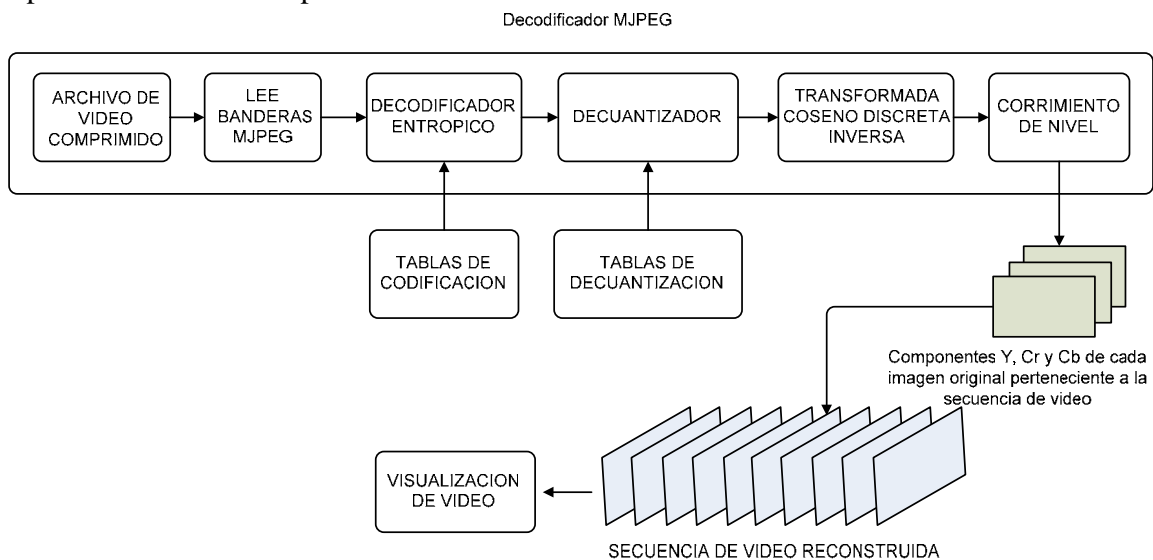 Decodificador MJPEG
ARCHIVO DE
VIDEO
COMPRIMIDO
LEE
BANDERAS
MJPEG
DECODIFICADOR
ENTROPICO
DECUANTIZADOR
TRANSFORMADA
COSENO DISCRETA
INVERSA
CORRIMIENTO
DE NIVEL
TABLAS DE
CODIFICACION
TABLAS DE
DECUANTIZACION
Componentes Y, Cr y Cb de cada
imagen original perteneciente a la
secuencia de video
VISUALIZACION
DE VIDEO
SECUENCIA DE VIDEO RECONSTRUIDA